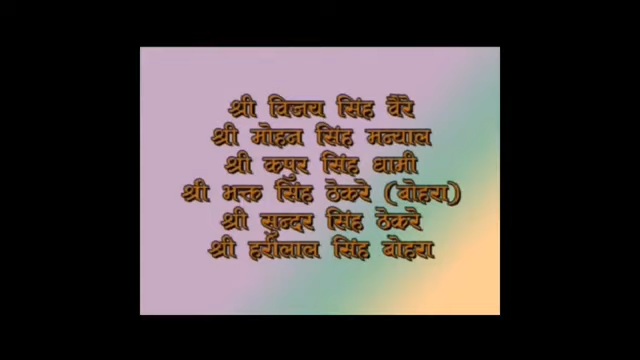 श्री विजय सिंह वैरे
श्री मोहन सिंह मन्याल
श्री कपुर सिंह धामी
श्री भक्त सिंह ठेकरे (बोहरा)
श्री सुन्दर सिंह ठेकरे
श्री हरीलाल सिंह बोहरा